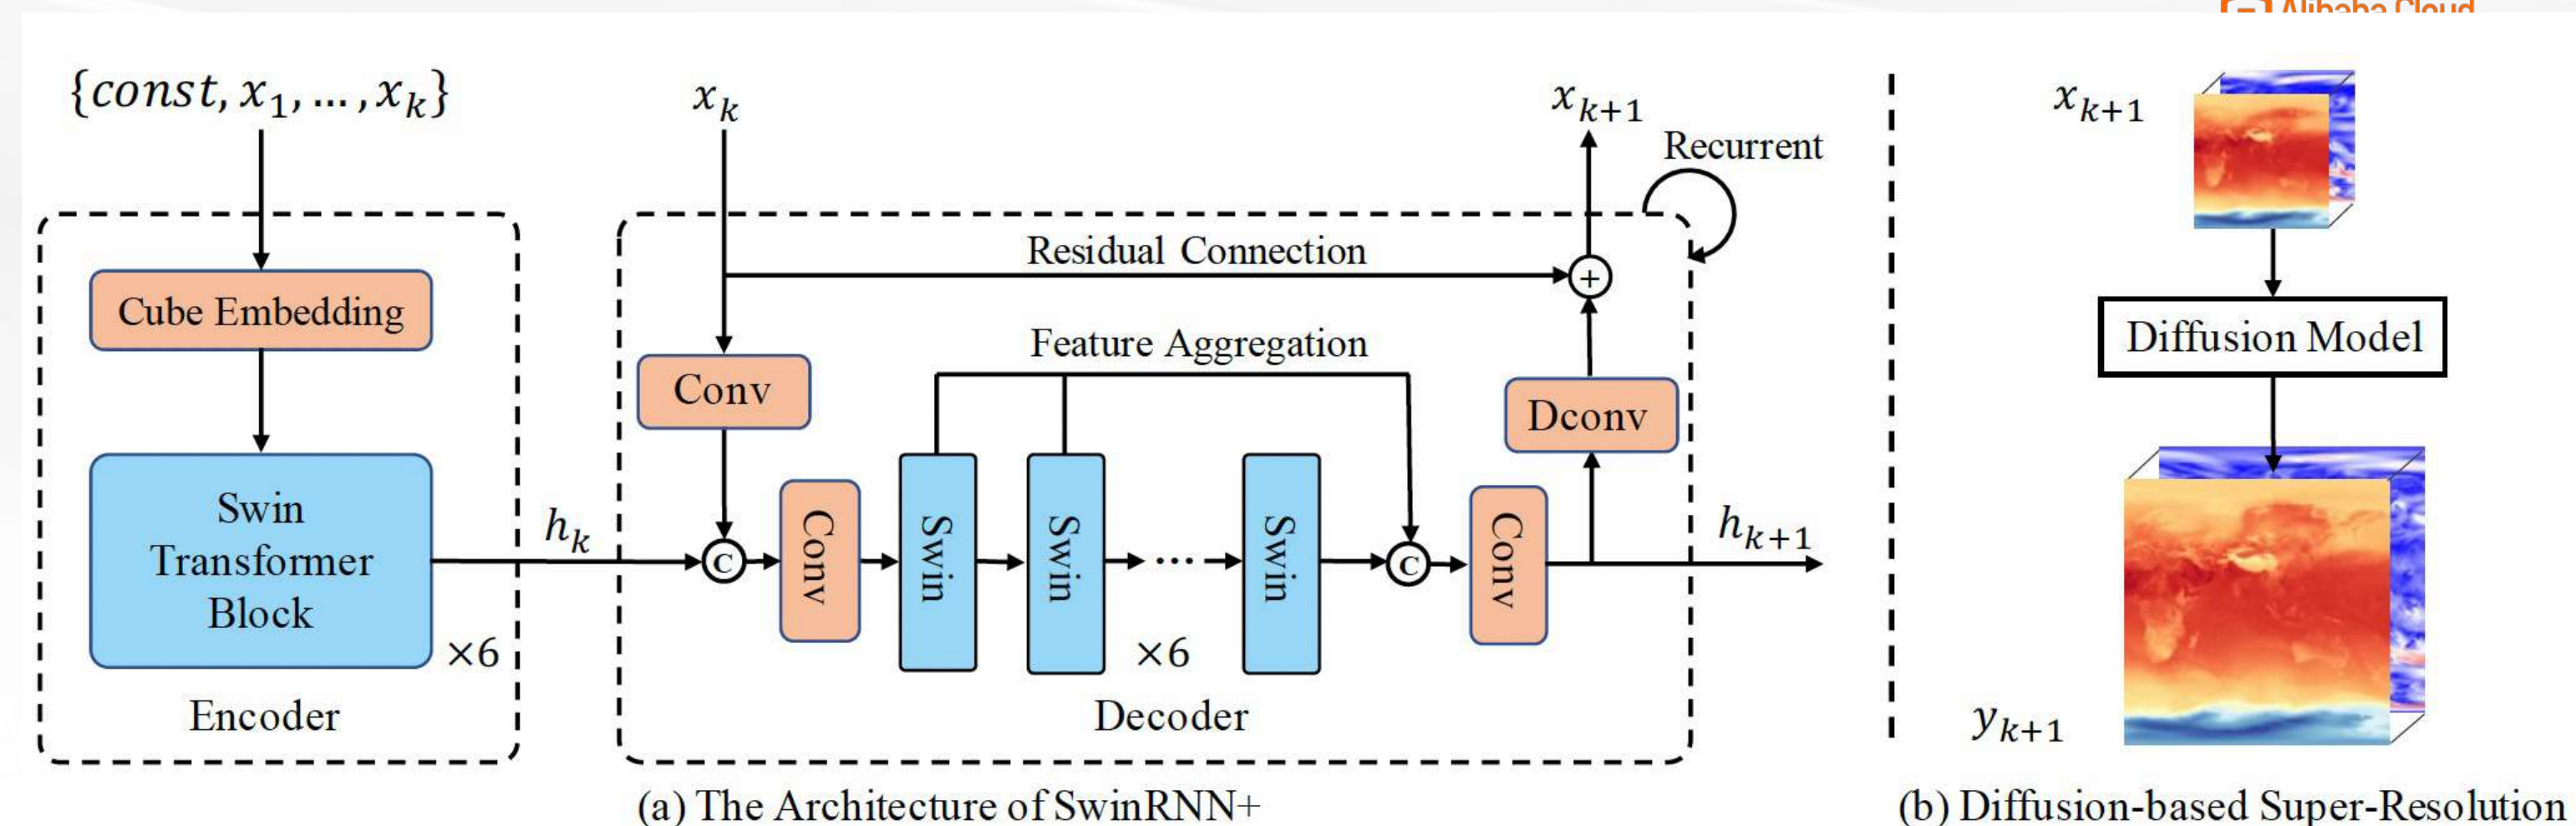 Alibaba Cloud
{const, x₁, ... , xₖ}
Cube Embedding
Swin
Transformer
Block
×6
Encoder
hₖ
xₖ
xₖ₊₁
Recurrent
Residual Connection
+
Feature Aggregation
Conv
Dconv
C
Conv
Swin
Swin
...
Swin
C
Conv
×6
hₖ₊₁
Decoder
(a) The Architecture of SwinRNN+
xₖ₊₁
Diffusion Model
yₖ₊₁
(b) Diffusion-based Super-Resolution